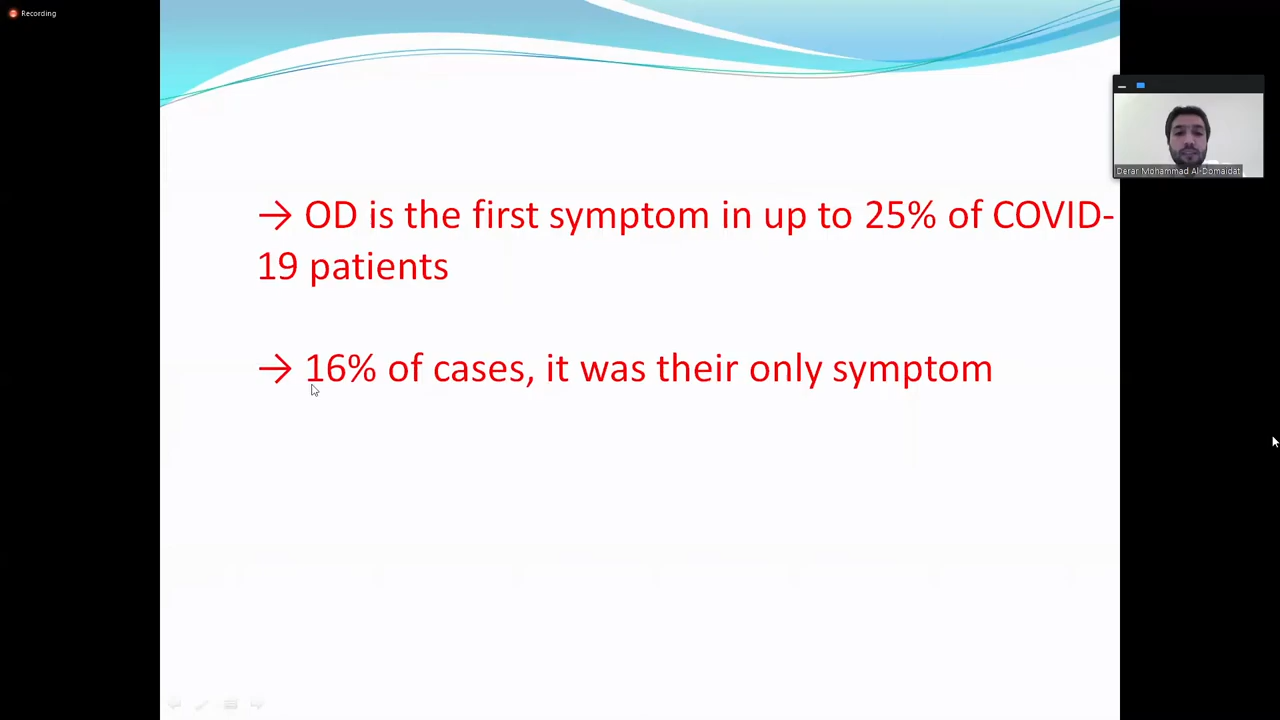 Recording
Derar Mohammad Al-Domaidat
→ OD is the first symptom in up to 25% of COVID-
19 patients
→ 16% of cases, it was their only symptom